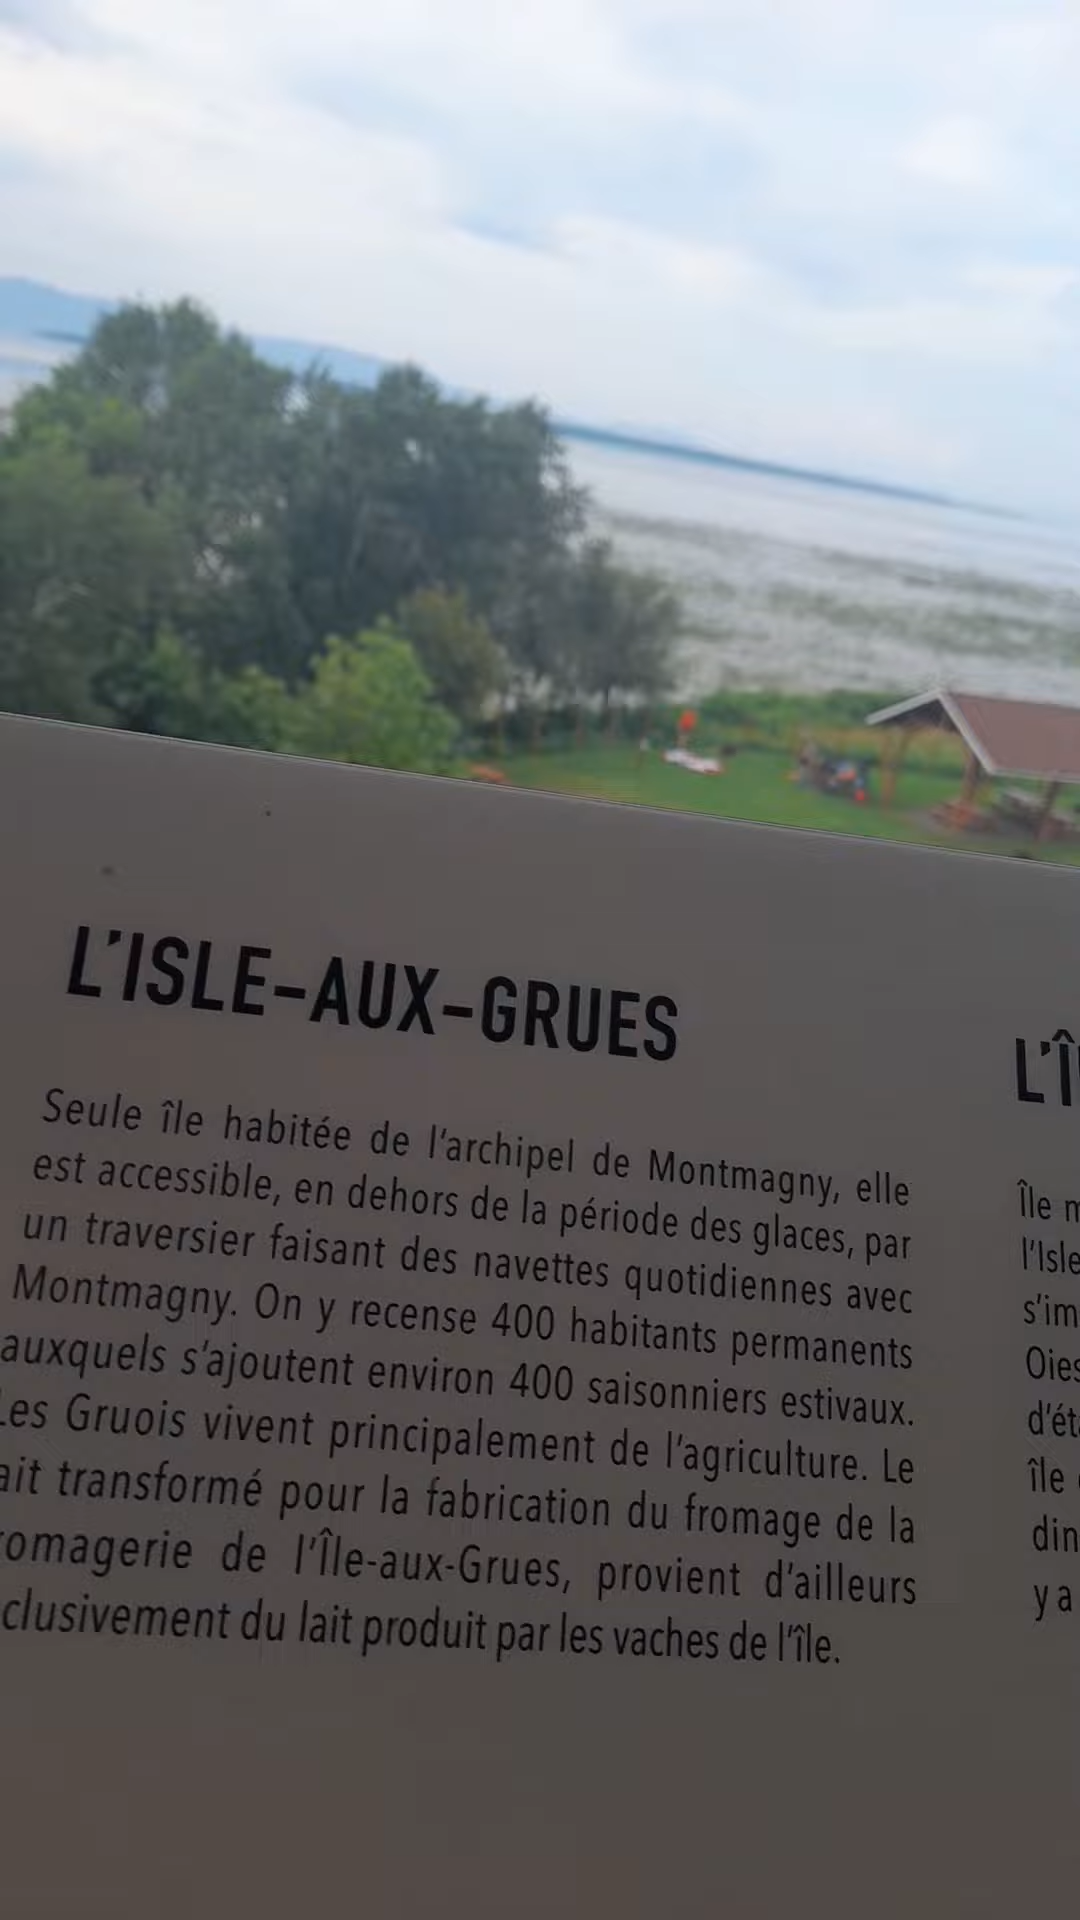 L'ISLE-AUX-GRUES
Seule île habitée de l'archipel de Montmagny, elle
est accessible, en dehors de la période des glaces, par
un traversier faisant des navettes quotidiennes avec
Montmagny. On y recense 400 habitants permanents
auxquels s'ajoutent environ 400 saisonniers estivaux.
Les Gruois vivent principalement de l'agriculture. Le
ait transformé pour la fabrication du fromage de la
romagerie de l'Île-aux-Grues, provient d'ailleurs
clusivement du lait produit par les vaches de l'île.
L'Î
Île m
l'Isle
s'im
Oies
d'ét
île
din
y a